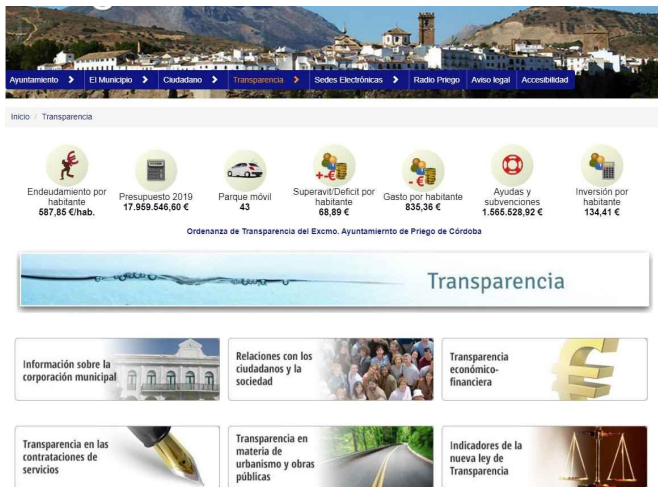 Ayuntamiento El Municipio Ciudadano Transparencia Sedes Electrónicas Radio Priego Aviso legal Accesibilidad
Inicio / Transparencia
Endeudamiento por
habitante
587,85 €/hab.
Presupuesto 2019
17.959.546,60 €
Parque móvil
43
Superavit/Deficit por
habitante
68,89 €
Gasto por habitante
835,36 €
Ayudas y
subvenciones
1.565.528,92 €
Inversión por
habitante
134,41 €
Ordenanza de Transparencia del Excmo. Ayuntamiernto de Priego de Córdoba
Transparencia
Información sobre la
corporación municipal
Relaciones con los
ciudadanos y la
sociedad
Transparencia
económico-
financiera
Transparencia en las
contrataciones de
servicios
Transparencia en
materia de
urbanismo y obras
públicas
Indicadores de la
nueva ley de
Transparencia